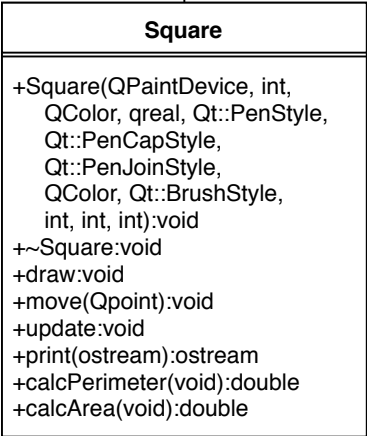 Square
+Square(QPaintDevice, int,
QColor, qreal, Qt::PenStyle,
Qt::PenCapStyle,
Qt::PenJoinStyle,
QColor, Qt::BrushStyle,
int, int, int):void
+~Square:void
+draw:void
+move(Qpoint):void
+update:void
+print(ostream):ostream
+calcPerimeter(void):double
+calcArea(void):double